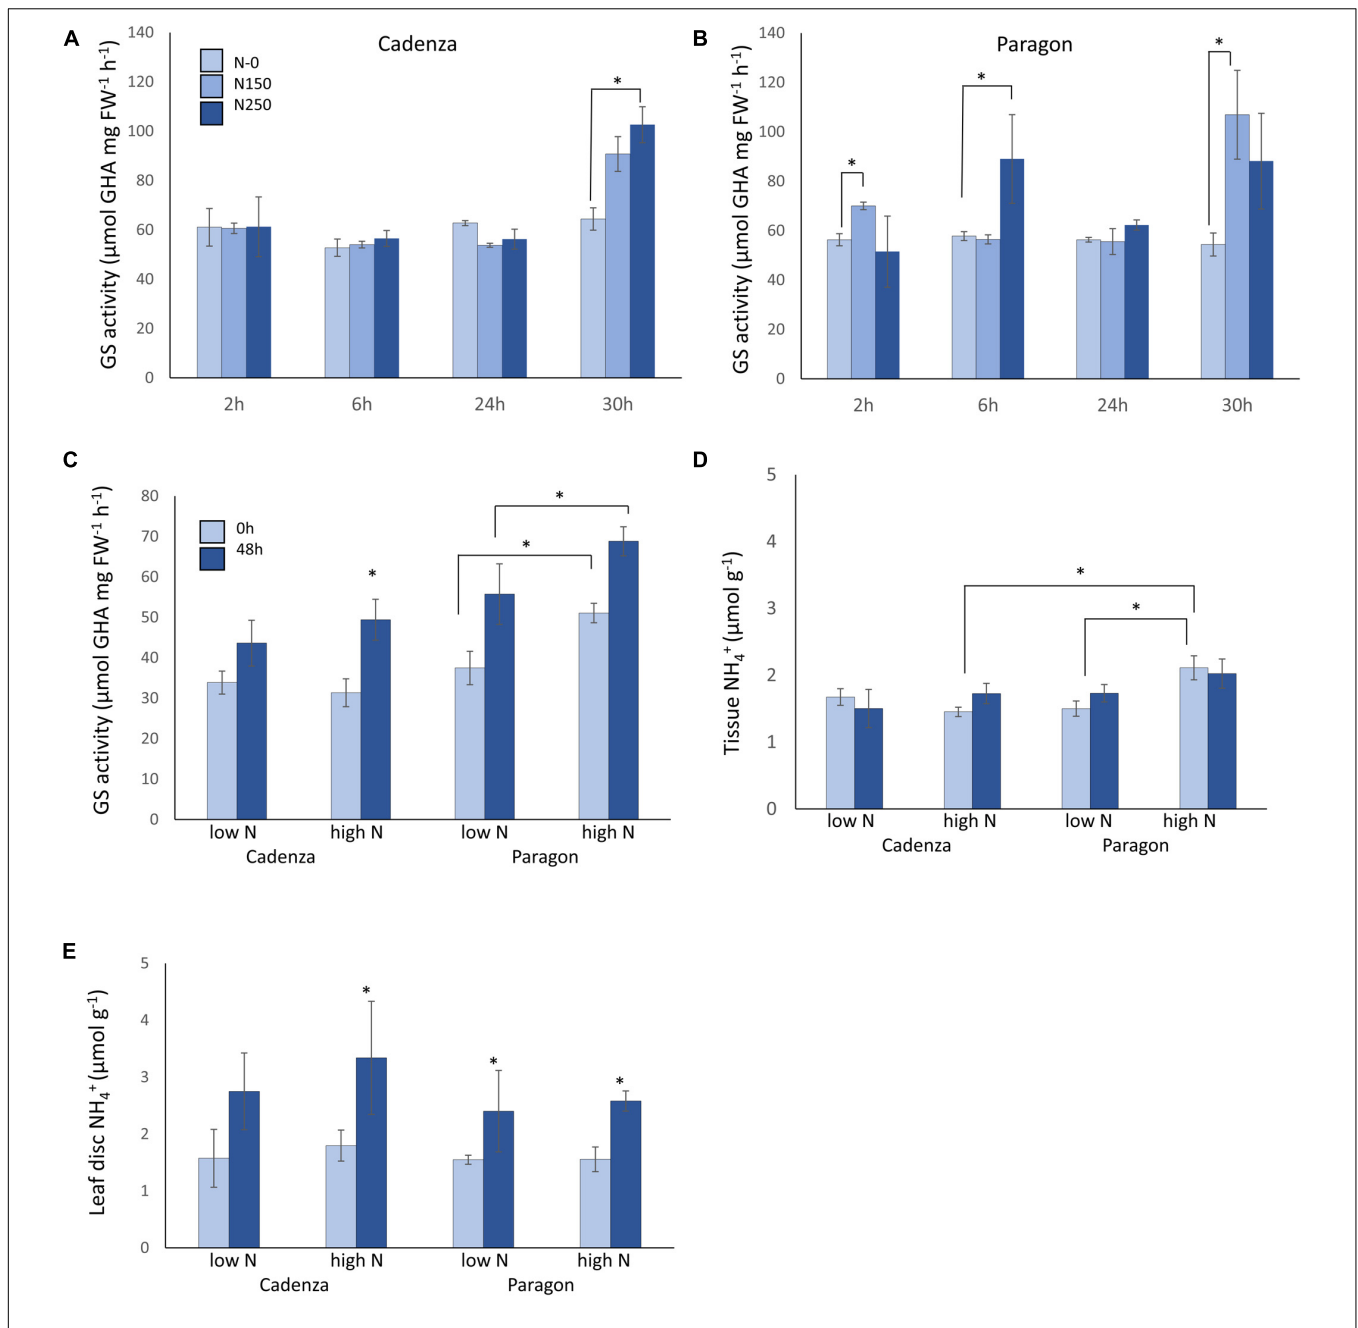 A
Cadenza
GS activity (µmol GHA mg FW-1 h-1)
140
120
100
80
60
40
20
0
N-0
N150
N250
*
2h 6h 24h 30h
B
Paragon
GS activity (µmol GHA mg FW-1 h-1)
140
120
100
80
60
40
20
0
* * *
2h 6h 24h 30h
C
GS activity (µmol GHA mg FW-1 h-1)
80
70
60
50
40
30
20
10
0
0h
48h
* * *
low N high N low N high N
Cadenza Paragon
D
Tissue NH4+ (µmol g-1)
5
4
3
2
1
0
* *
low N high N low N high N
Cadenza Paragon
E
Leaf disc NH4+ (µmol g-1)
5
4
3
2
1
0
* * *
low N high N low N high N
Cadenza Paragon